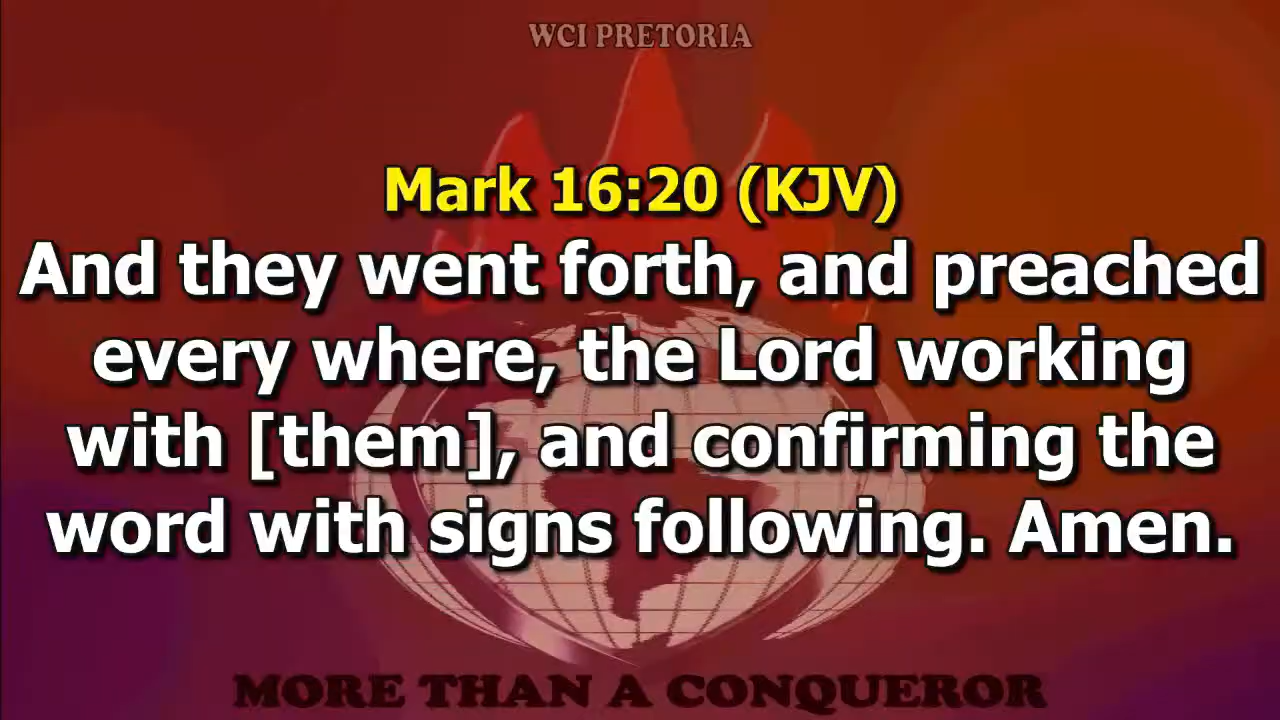 WCI PRETORIA
Mark 16:20 (KJV)
And they went forth, and preached
every where, the Lord working
with [them], and confirming the
word with signs following. Amen.
MORE THAN A CONQUEROR